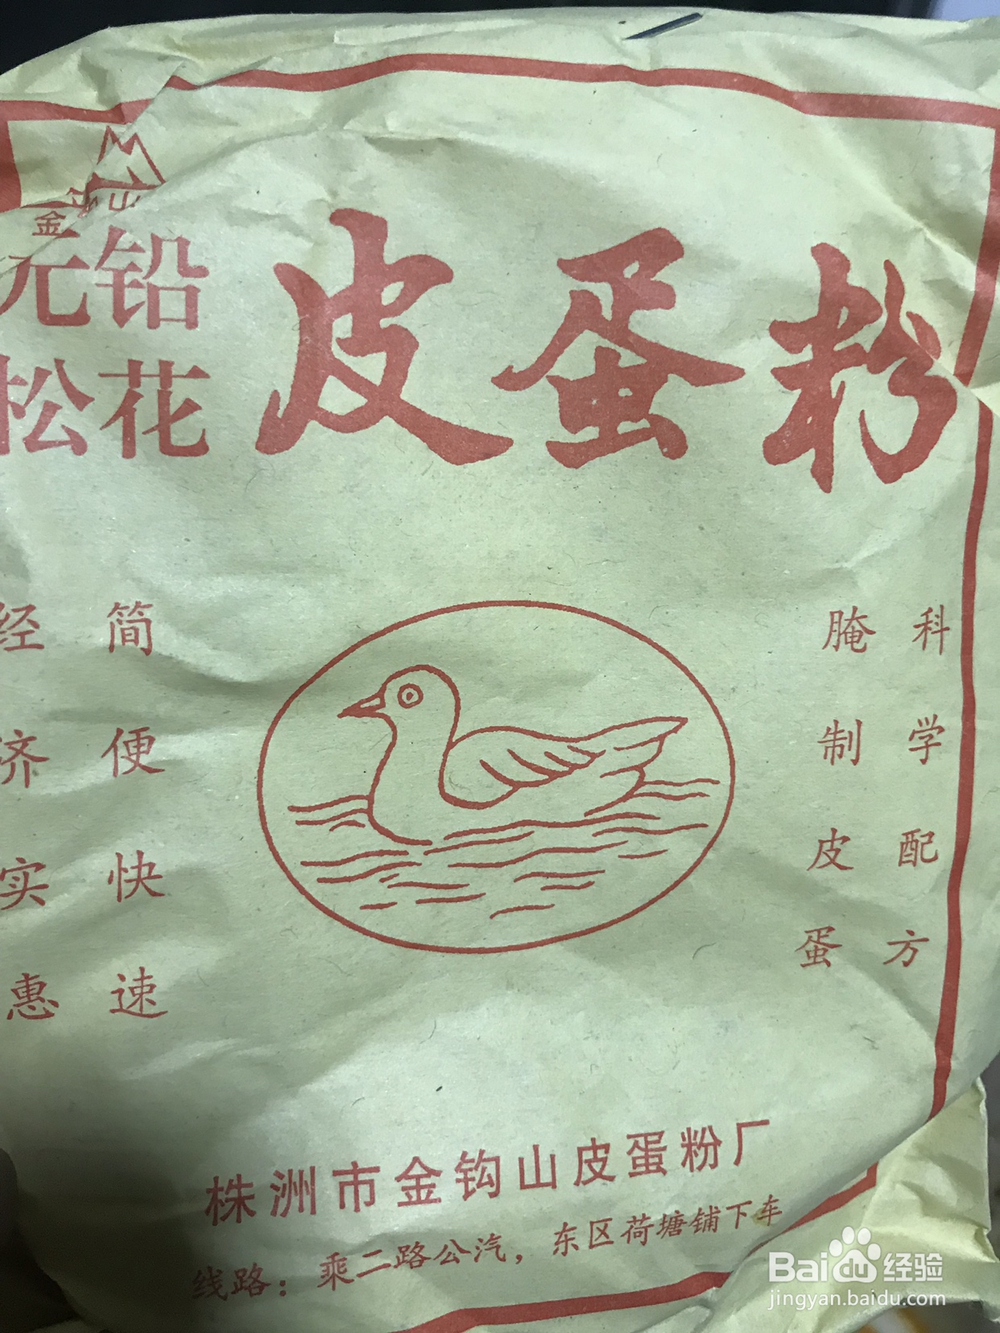 金钩山
无铅
松花
皮蛋粉
科学配方
腌制皮蛋
简便快速
经济实惠
株洲市金钩山皮蛋粉厂
线路：乘二路公汽，东区荷塘铺下车
Baidu经验
jingyan.baidu.com